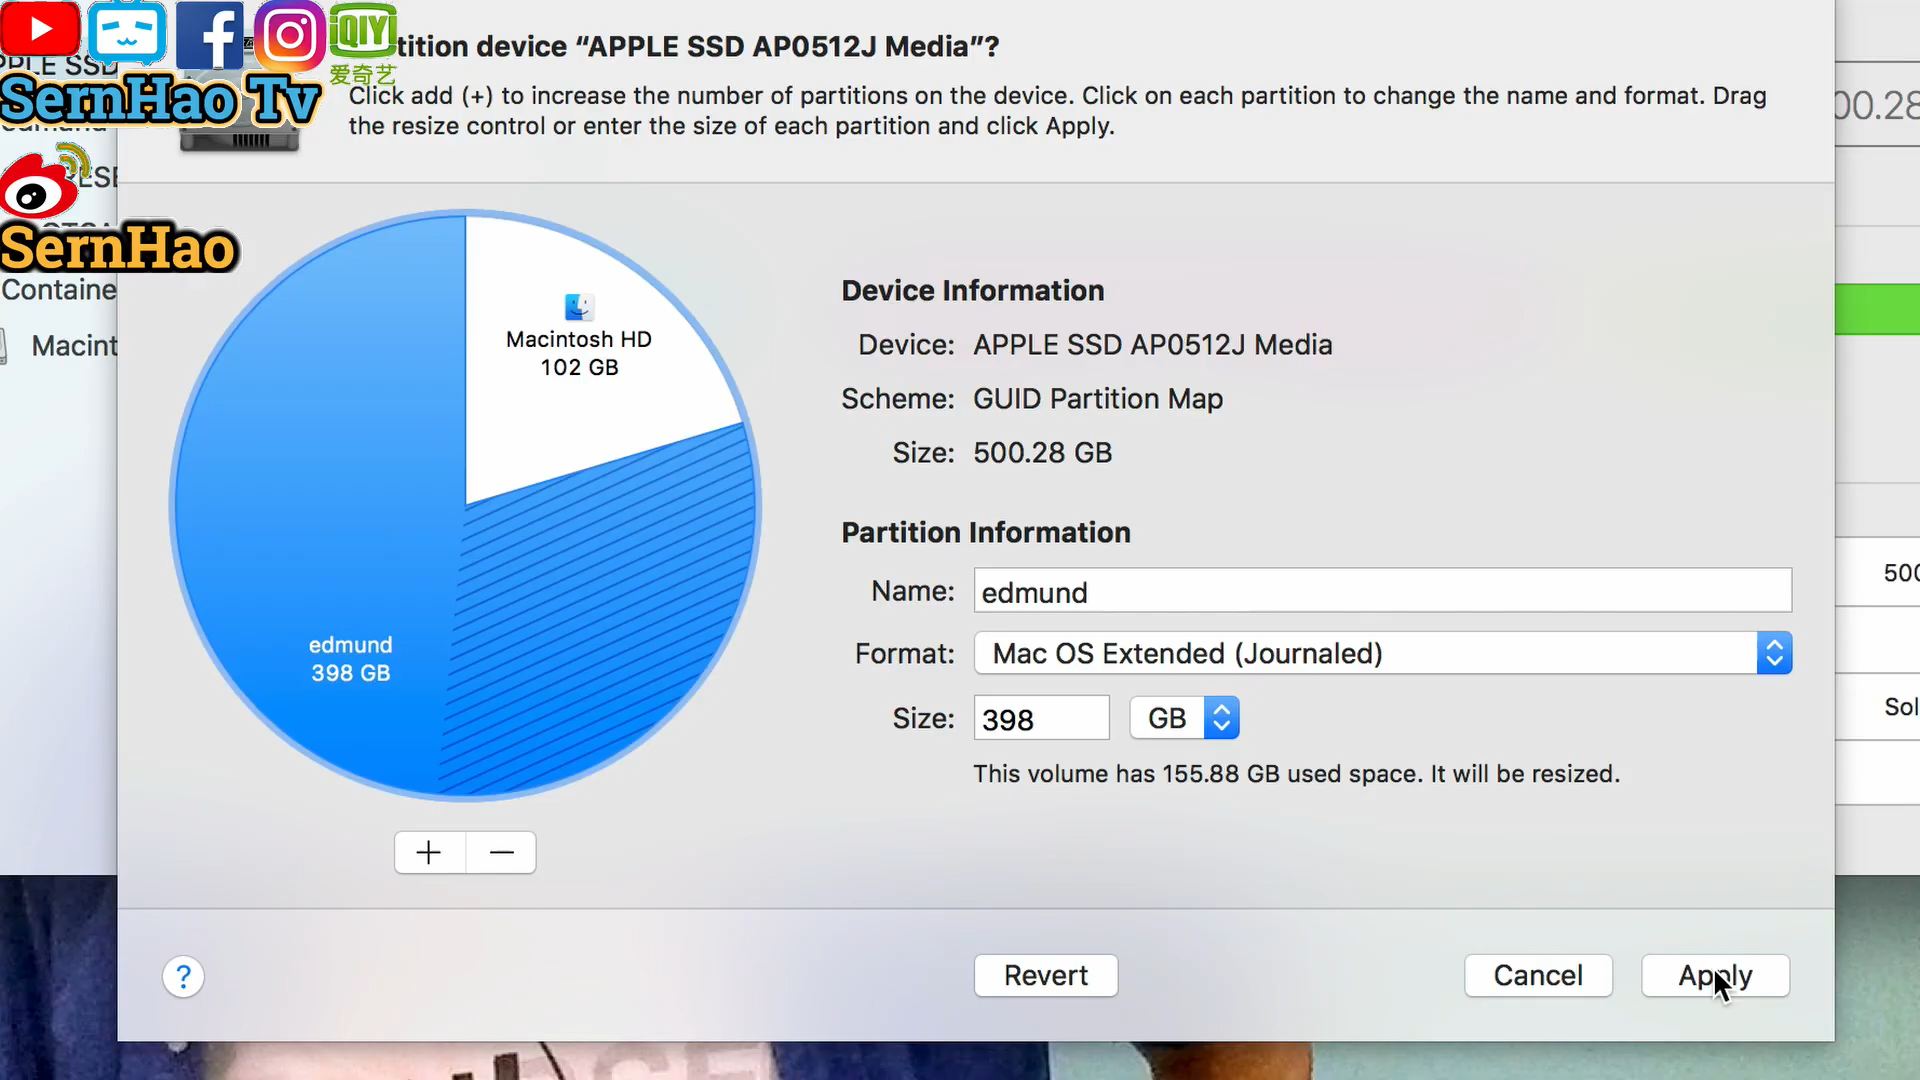 iQIYI
爱奇艺
tition device “APPLE SSD AP0512J Media”?
PPLE SSD
SernHao Tv
Click add (+) to increase the number of partitions on the device. Click on each partition to change the name and format. Drag
the resize control or enter the size of each partition and click Apply.
00.28
SernHao
Containe
Macint
Macintosh HD
102 GB
edmund
398 GB
Device Information
Device: APPLE SSD AP0512J Media
Scheme: GUID Partition Map
Size: 500.28 GB
Partition Information
Name: edmund
Format: Mac OS Extended (Journaled)
Size: 398 GB
This volume has 155.88 GB used space. It will be resized.
500
Sol
+ −
?
Revert
Cancel
Apply